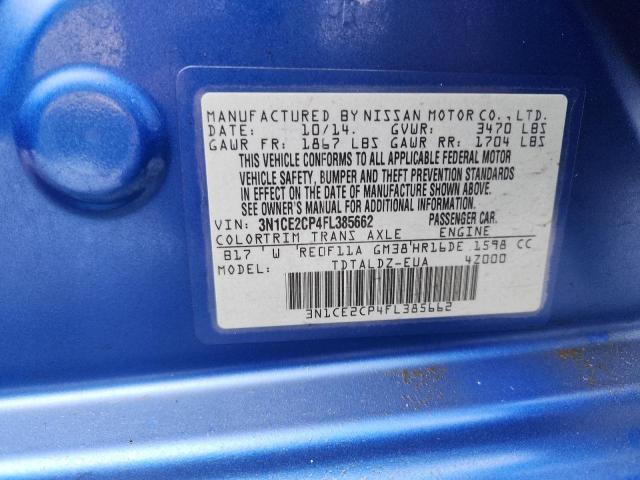 MANUFACTURED BY NISSAN MOTOR CO., LTD.
DATE: 10/14. GVWR: 3470 LBS
GAWR FR: 1867 LBS GAWR RR: 1704 LBS
THIS VEHICLE CONFORMS TO ALL APPLICABLE FEDERAL MOTOR
VEHICLE SAFETY, BUMPER AND THEFT PREVENTION STANDARDS
IN EFFECT ON THE DATE OF MANUFACTURE SHOWN ABOVE.
SEE OWNER'S MANUAL FOR ADDITIONAL INFORMATION.
VIN: 3N1CE2CP4FL385662 PASSENGER CAR.
COLOR TRIM TRANS AXLE ENGINE
B17 'W 'RE0F11A GM38'HR16DE 1598 CC
MODEL: TDTALDZ-EUA 4Z000
3N1CE2CP4FL385662